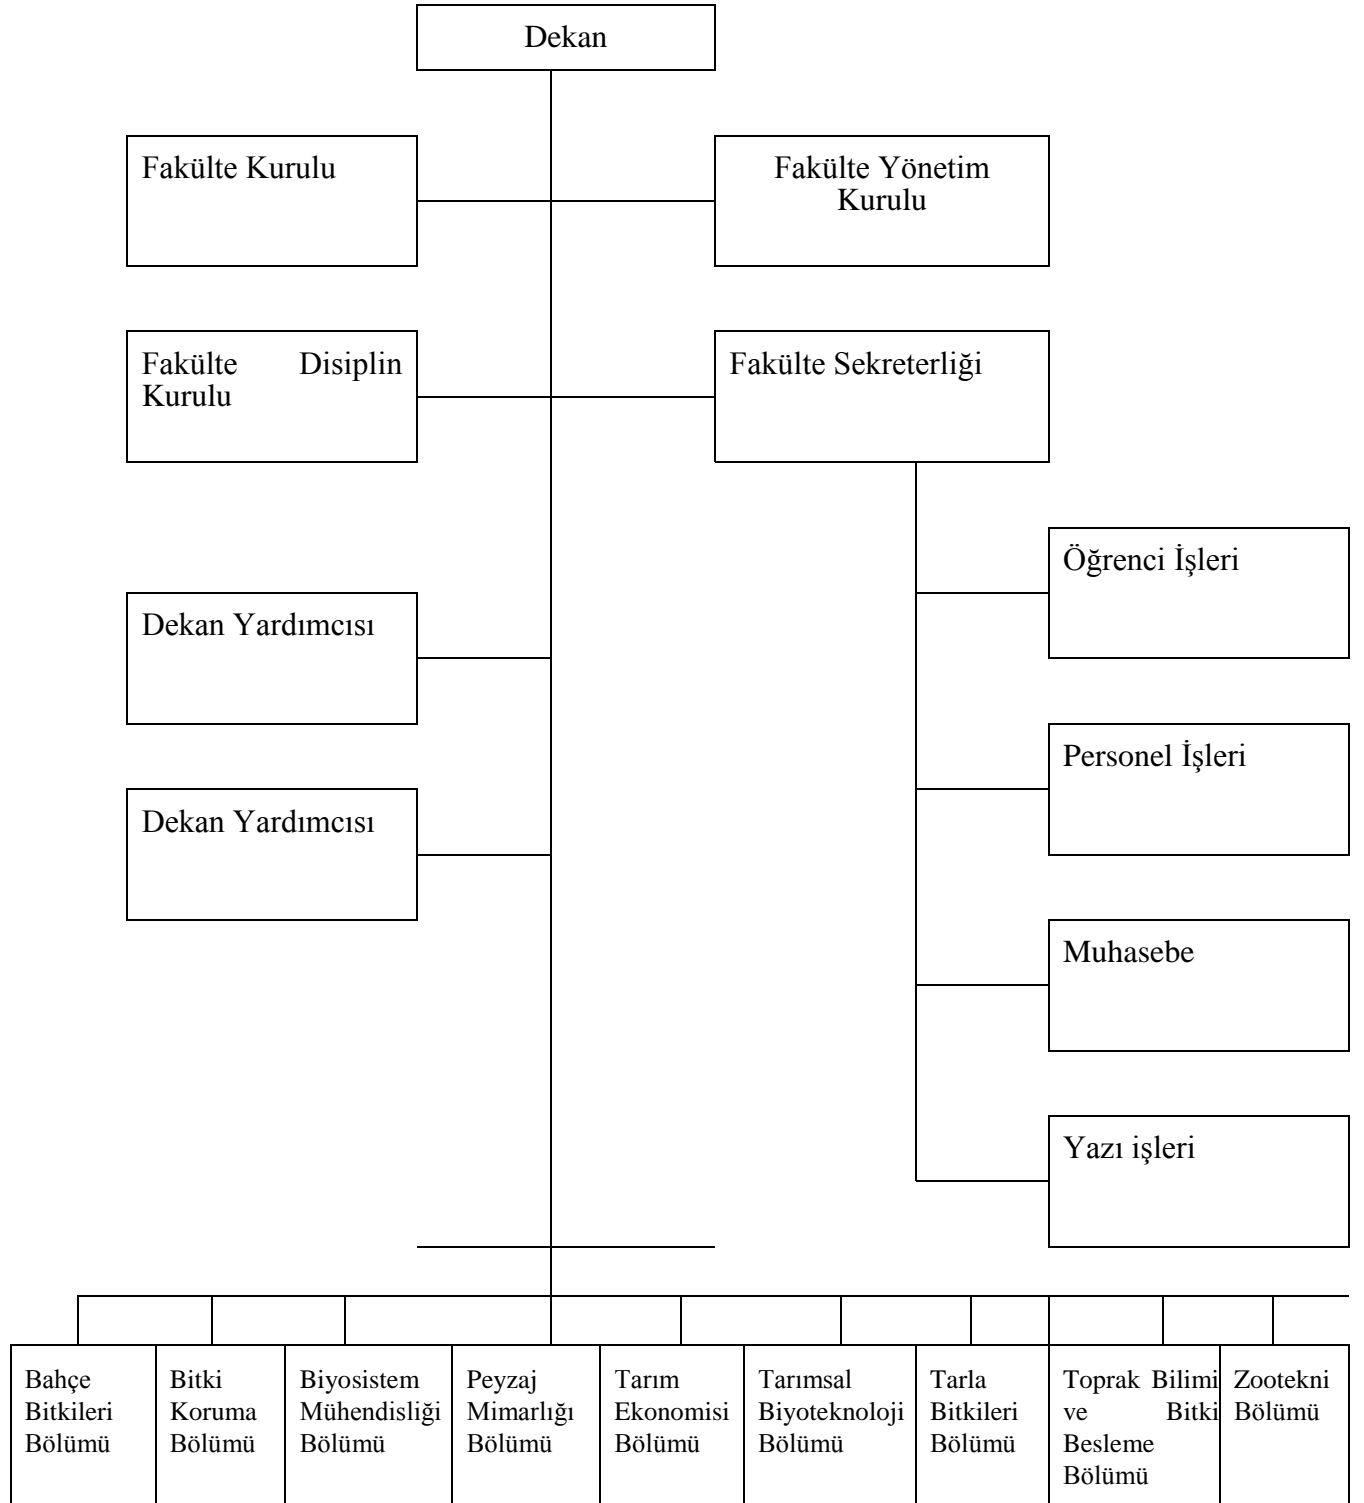 Dekan
Fakülte Kurulu
Fakülte Yönetim
Kurulu
Fakülte Disiplin
Kurulu
Fakülte Sekreterliği
Öğrenci İşleri
Dekan Yardımcısı
Personel İşleri
Dekan Yardımcısı
Muhasebe
Yazı işleri
Bahçe
Bitkileri
Bölümü
Bitki
Koruma
Bölümü
Biyosistem
Mühendisliği
Bölümü
Peyzaj
Mimarlığı
Bölümü
Tarım
Ekonomisi
Bölümü
Tarımsal
Biyoteknoloji
Bölümü
Tarla
Bitkileri
Bölümü
Toprak Bilimi
ve Bitki
Besleme
Bölümü
Zootekni
Bölümü